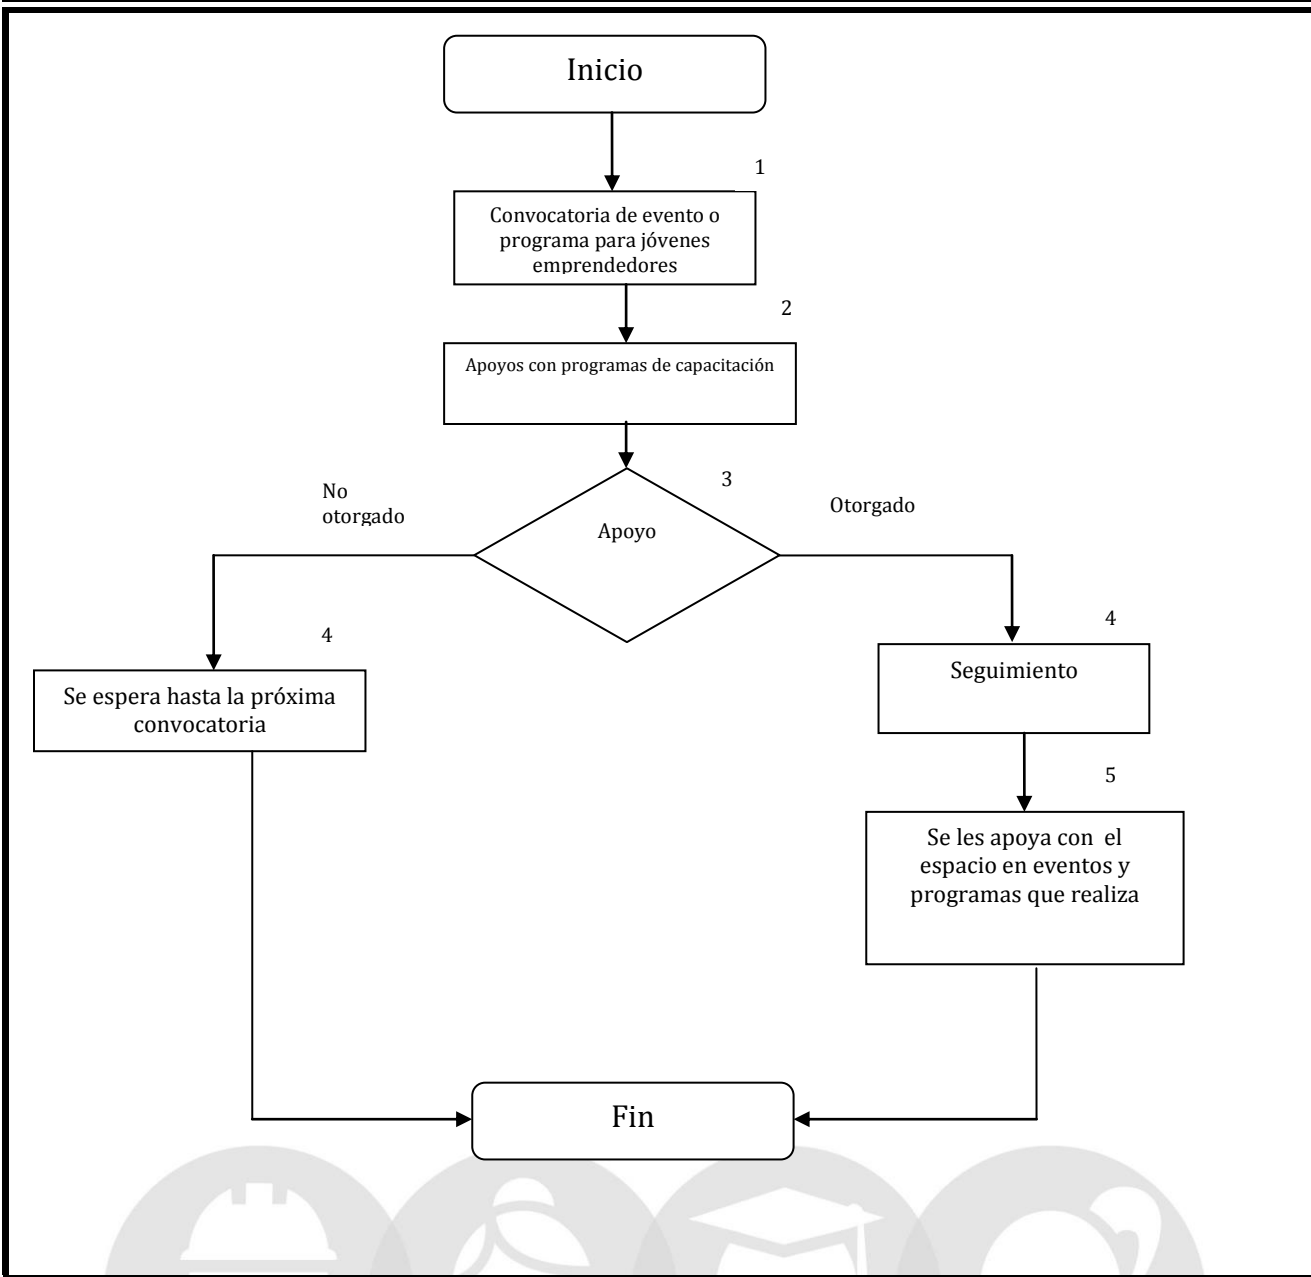 Inicio
1
Convocatoria de evento o
programa para jóvenes
emprendedores
2
Apoyos con programas de capacitación
3
No
otorgado
Otorgado
Apoyo
4
4
Se espera hasta la próxima
convocatoria
Seguimiento
5
Se les apoya con el
espacio en eventos y
programas que realiza
Fin